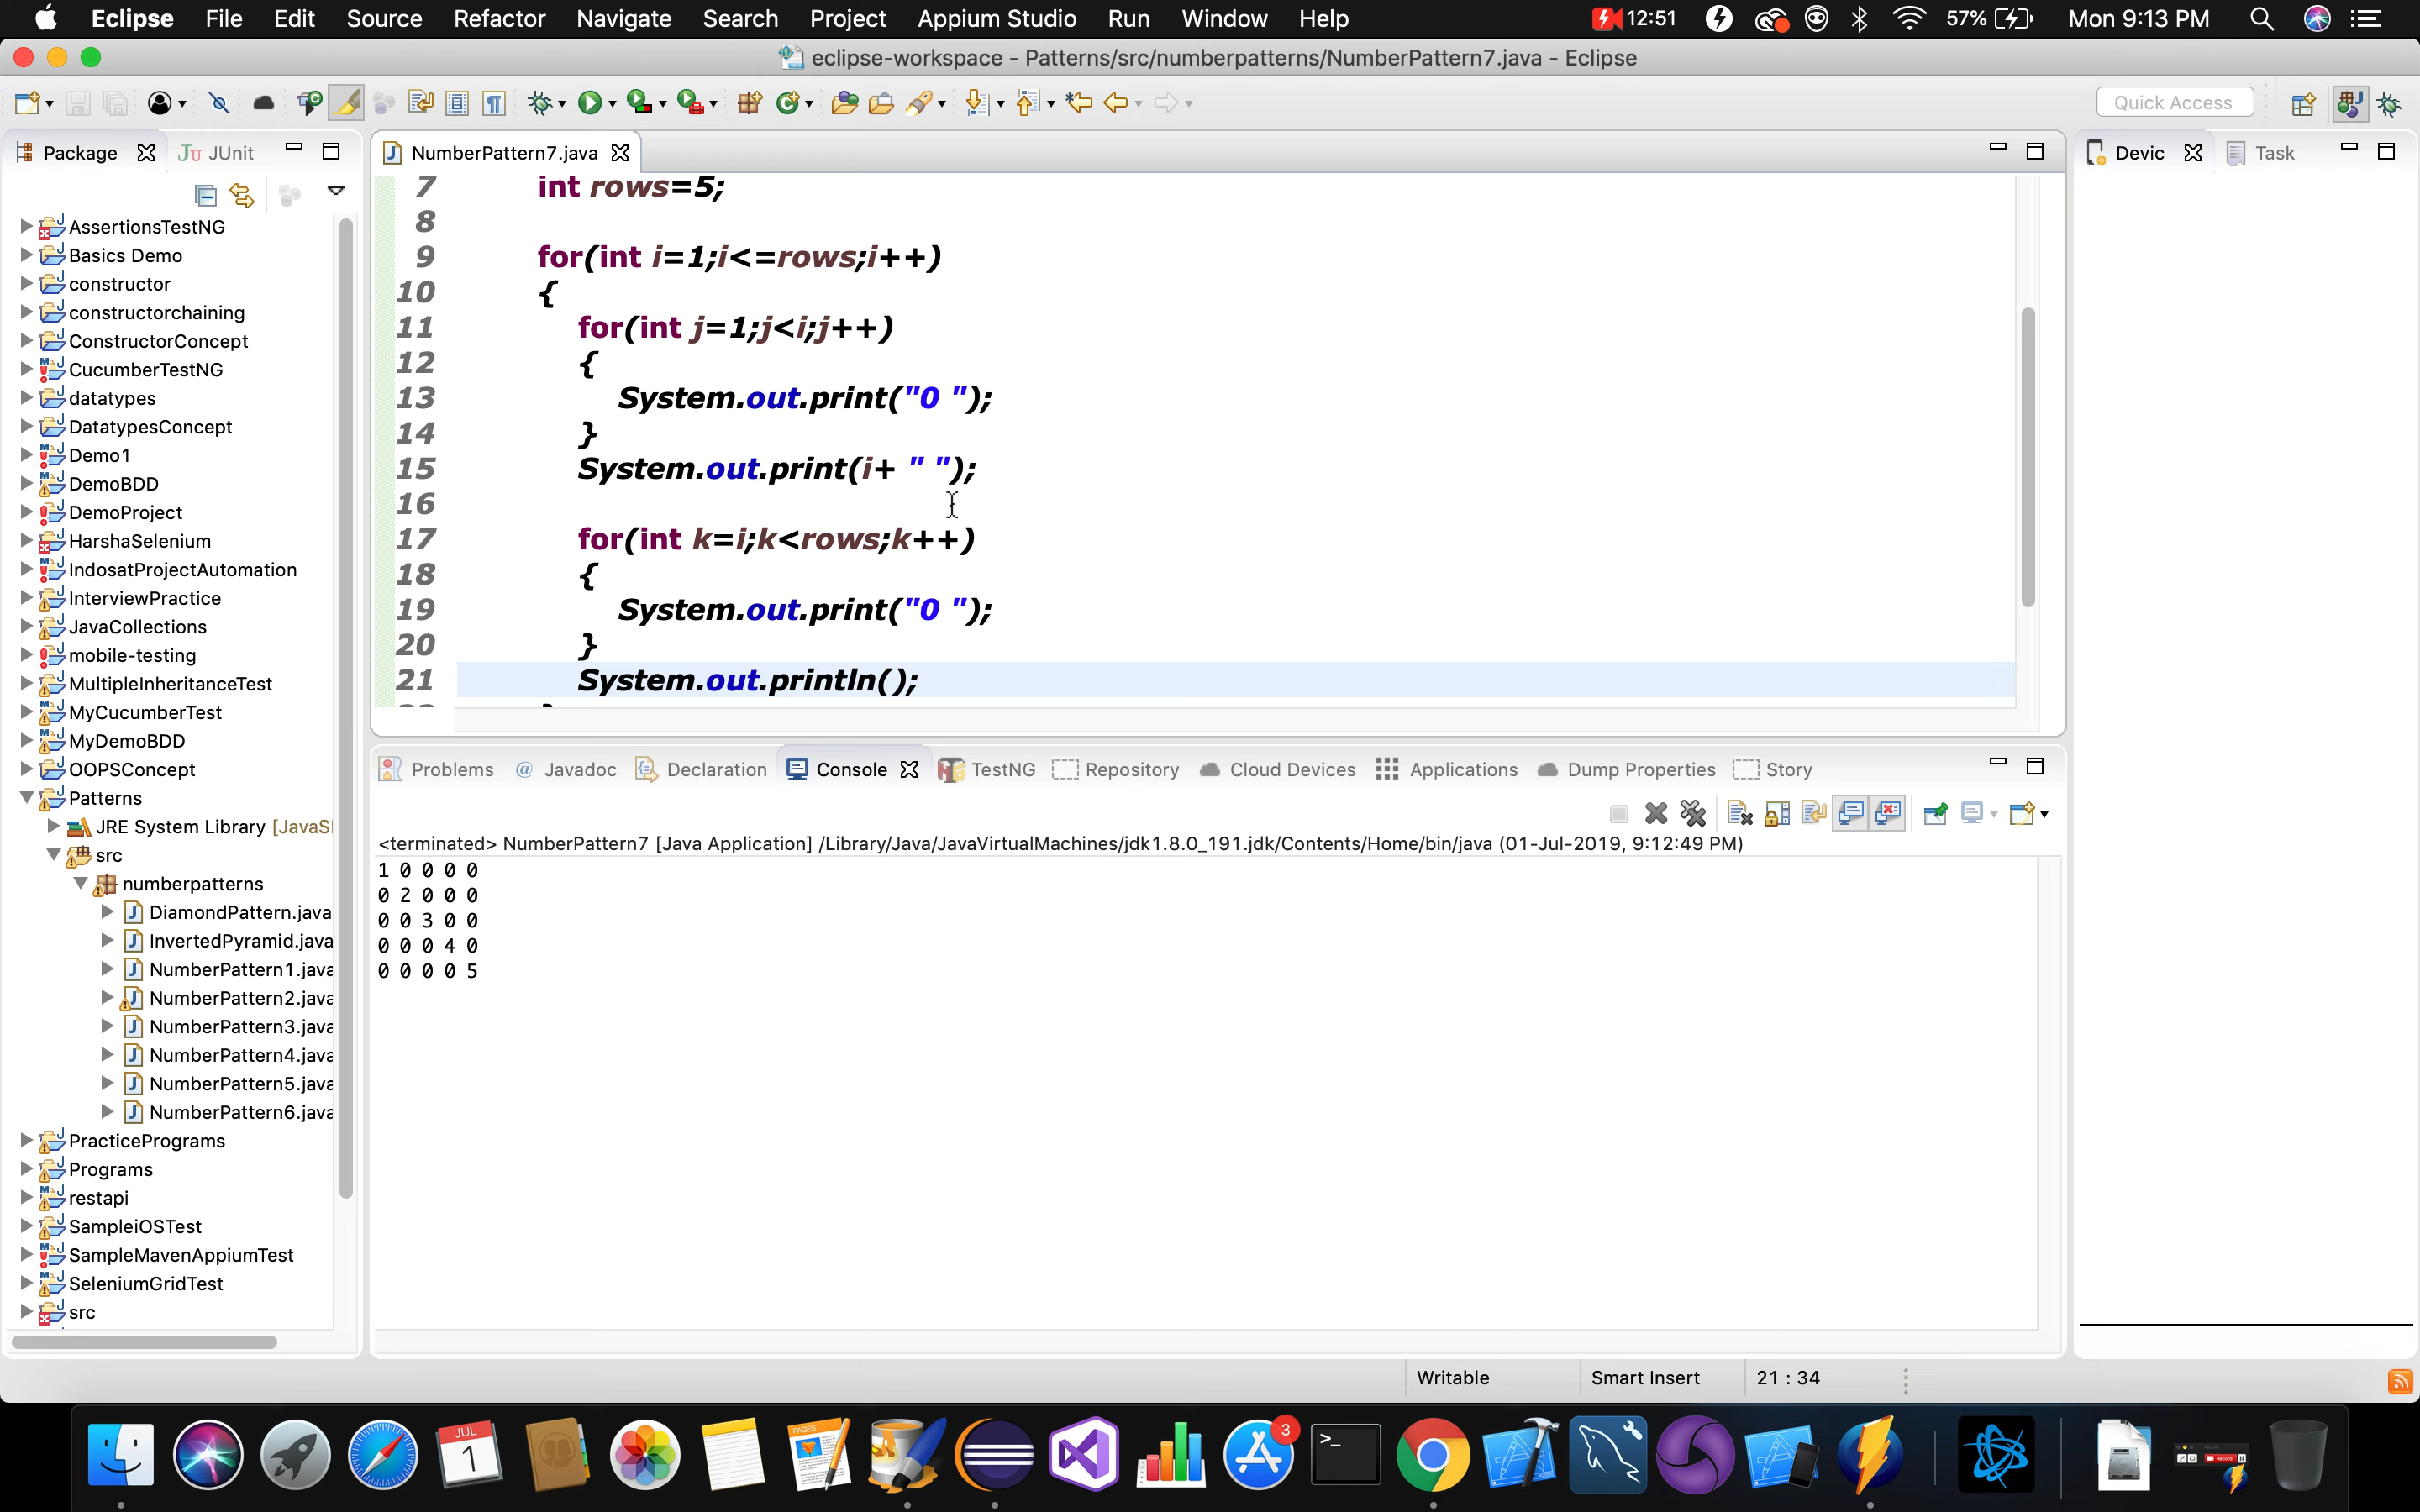 Eclipse File Edit Source Refactor Navigate Search Project Appium Studio Run Window Help 12:51 57% Mon 9:13 PM
eclipse-workspace - Patterns/src/numberpatterns/NumberPattern7.java - Eclipse
Quick Access
Package JUnit
NumberPattern7.java
Devic Task
7 int rows=5;
8
9 for(int i=1;i<=rows;i++)
10 {
11 for(int j=1;j<i;j++)
12 {
13 System.out.print("0 ");
14 }
15 System.out.print(i+ " ");
16
17 for(int k=i;k<rows;k++)
18 {
19 System.out.print("0 ");
20 }
21 System.out.println();
AssertionsTestNG
Basics Demo
constructor
constructorchaining
ConstructorConcept
CucumberTestNG
datatypes
DatatypesConcept
Demo1
DemoBDD
DemoProject
HarshaSelenium
IndosatProjectAutomation
InterviewPractice
JavaCollections
mobile-testing
MultipleInheritanceTest
MyCucumberTest
MyDemoBDD
OOPSConcept
Patterns
JRE System Library [JavaS
src
numberpatterns
DiamondPattern.java
InvertedPyramid.java
NumberPattern1.java
NumberPattern2.java
NumberPattern3.java
NumberPattern4.java
NumberPattern5.java
NumberPattern6.java
PracticePrograms
Programs
restapi
SampleiOSTest
SampleMavenAppiumTest
SeleniumGridTest
src
Problems @ Javadoc Declaration Console TestNG Repository Cloud Devices Applications Dump Properties Story
<terminated> NumberPattern7 [Java Application] /Library/Java/JavaVirtualMachines/jdk1.8.0_191.jdk/Contents/Home/bin/java (01-Jul-2019, 9:12:49 PM)
1 0 0 0 0
0 2 0 0 0
0 0 3 0 0
0 0 0 4 0
0 0 0 0 5
Writable Smart Insert 21 : 34
JUL
1
PAGES
3
>_